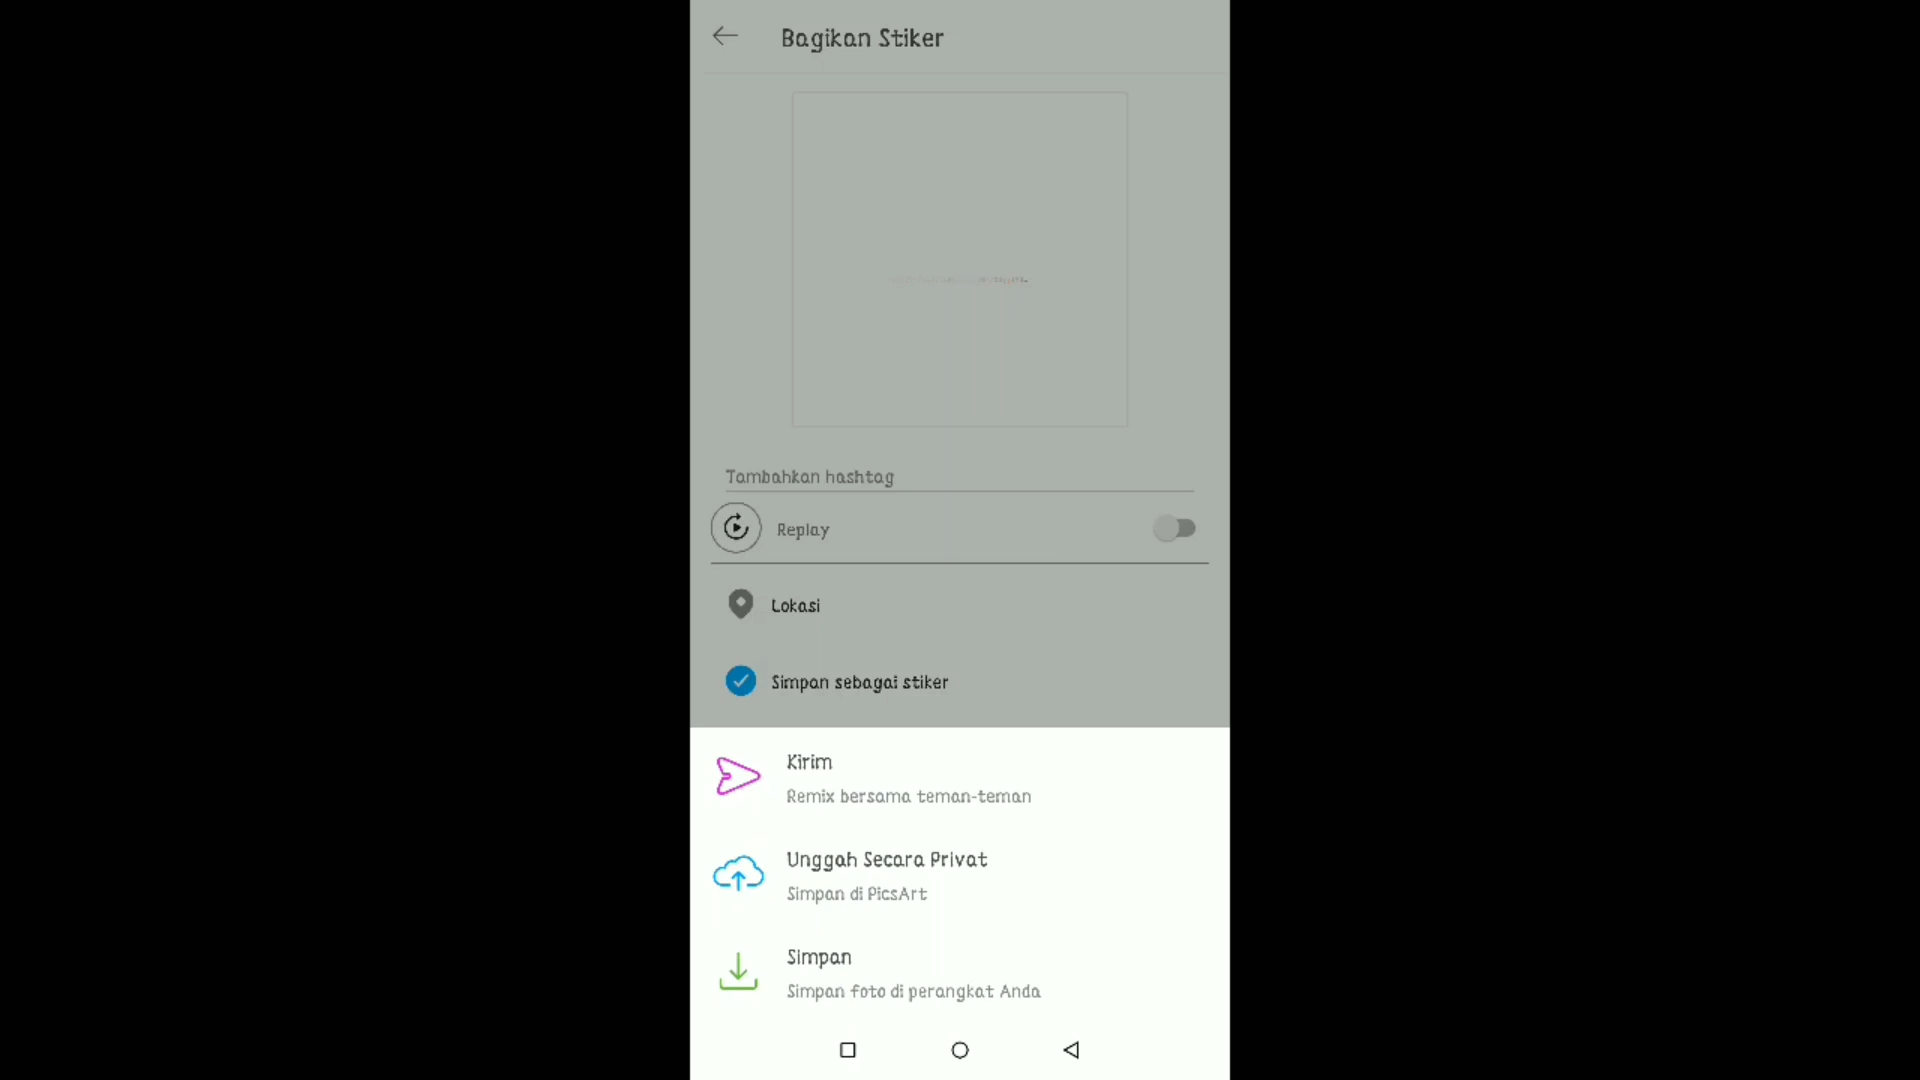 Bagikan Stiker
Tambahkan hashtag
Replay
Lokasi
Simpan sebagai stiker
Kirim
Remix bersama teman-teman
Unggah Secara Privat
Simpan di PicsArt
Simpan
Simpan foto di perangkat Anda